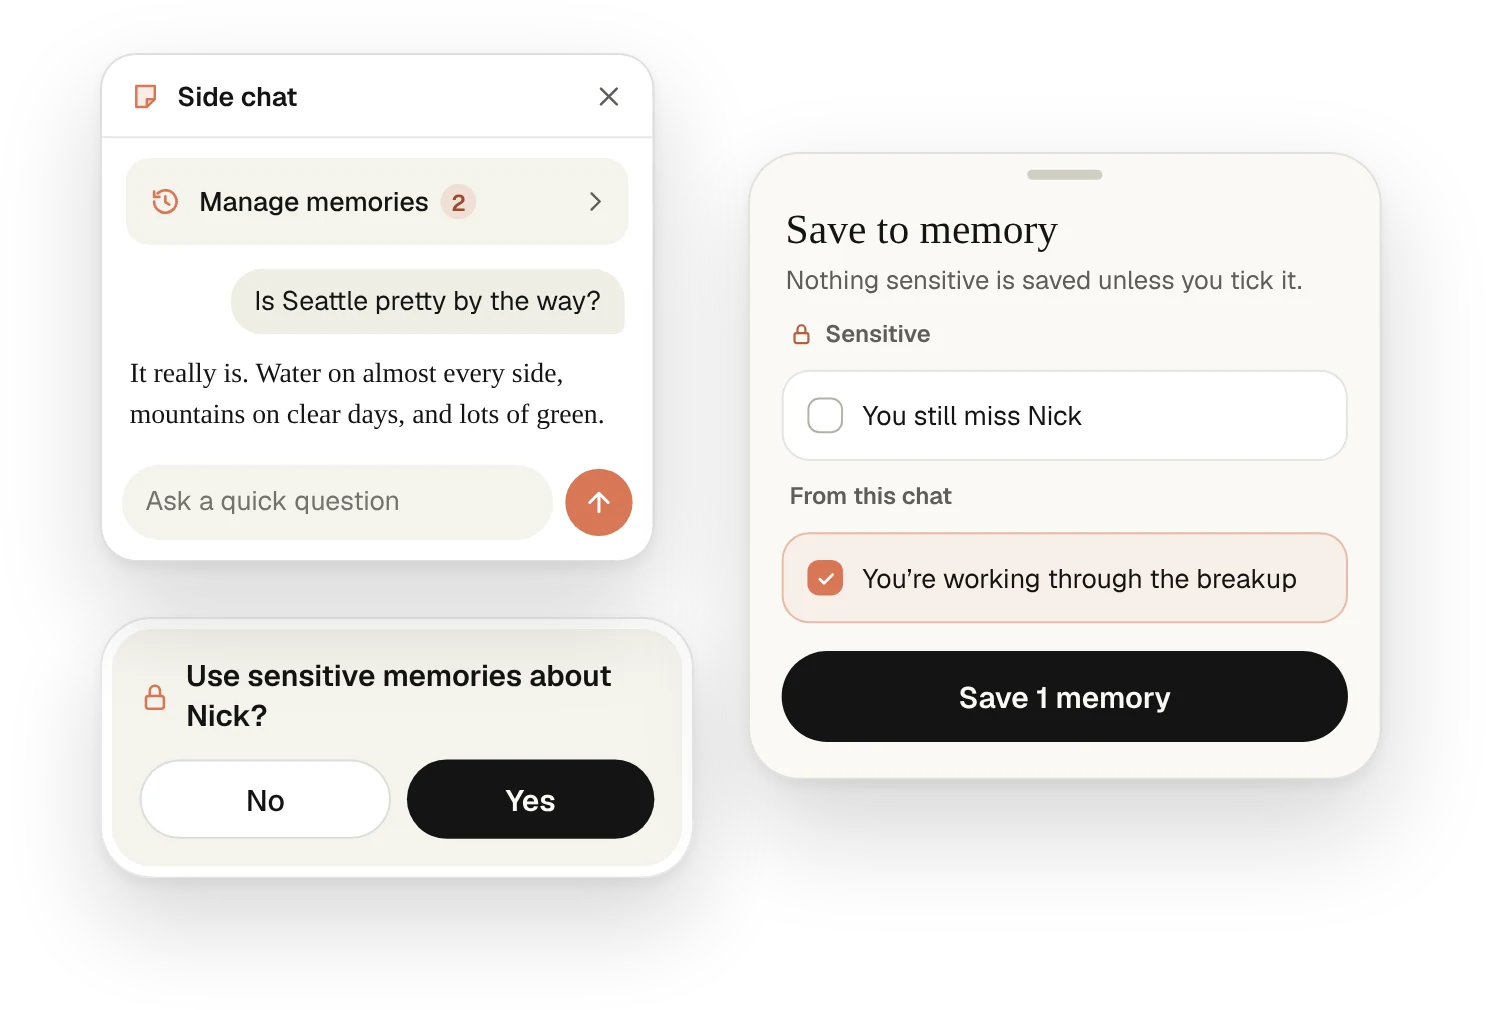 Side chat
Manage memories 2
Is Seattle pretty by the way?
It really is. Water on almost every side,
mountains on clear days, and lots of green.
Ask a quick question
Use sensitive memories about
Nick?
No
Yes
Save to memory
Nothing sensitive is saved unless you tick it.
Sensitive
You still miss Nick
From this chat
You’re working through the breakup
Save 1 memory